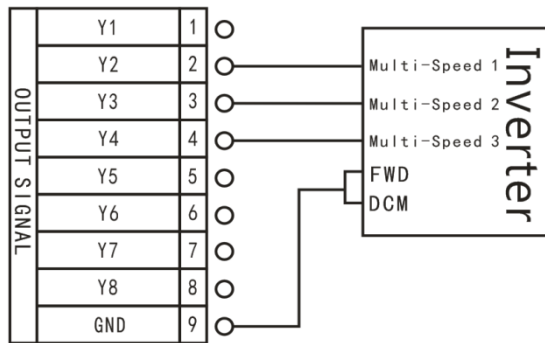 OUTPUT SIGNAL
Y1 1
Y2 2
Y3 3
Y4 4
Y5 5
Y6 6
Y7 7
Y8 8
GND 9
Multi-Speed 1
Multi-Speed 2
Multi-Speed 3
FWD
DCM
Inverter